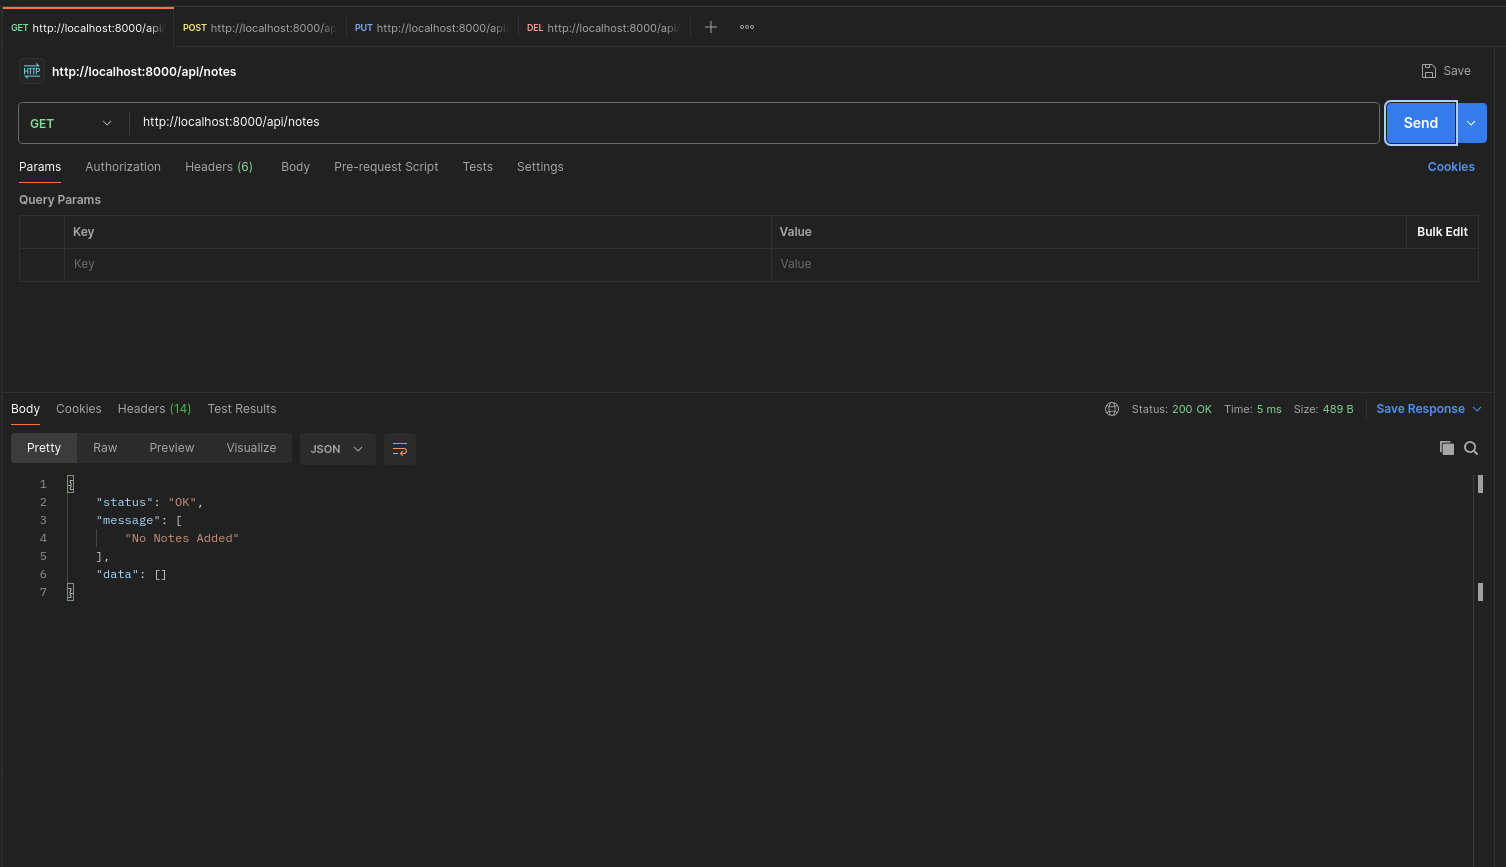 GET http://localhost:8000/api/ POST http://localhost:8000/ap PUT http://localhost:8000/api/ DEL http://localhost:8000/api/
HTTP http://localhost:8000/api/notes Save
GET http://localhost:8000/api/notes Send
Params Authorization Headers (6) Body Pre-request Script Tests Settings Cookies
Query Params
Key Value Bulk Edit
Key Value
Body Cookies Headers (14) Test Results Status: 200 OK Time: 5 ms Size: 489 B Save Response
Pretty Raw Preview Visualize JSON
1 {
2 "status": "OK",
3 "message": [
4 "No Notes Added"
5 ],
6 "data": []
7 }